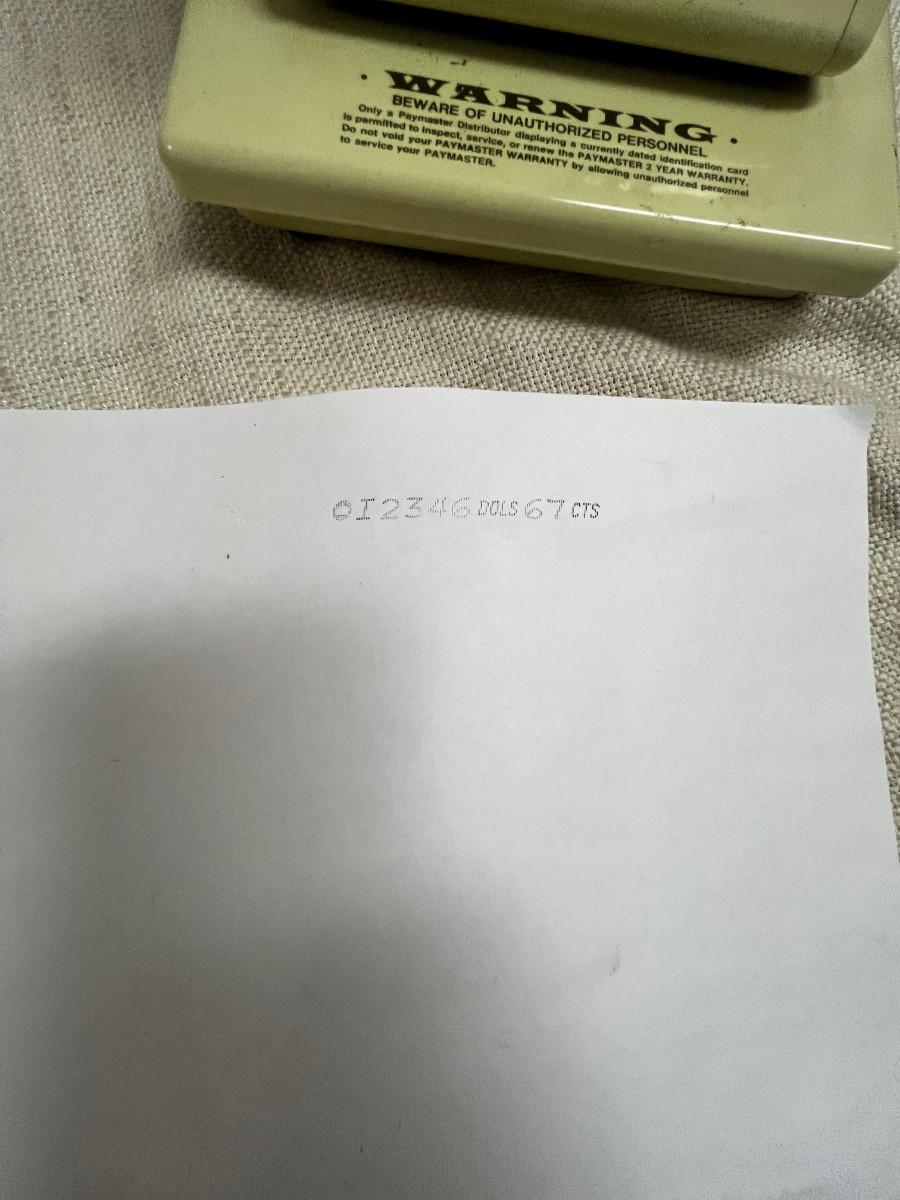 • WARNING •
BEWARE OF UNAUTHORIZED PERSONNEL
Only a Paymaster Distributor displaying a currently dated identification card
is permitted to inspect, service, or renew the PAYMASTER 2 YEAR WARRANTY.
Do not void your PAYMASTER WARRANTY by allowing unauthorized personnel
to service your PAYMASTER.
012346 DOLS 67 CTS